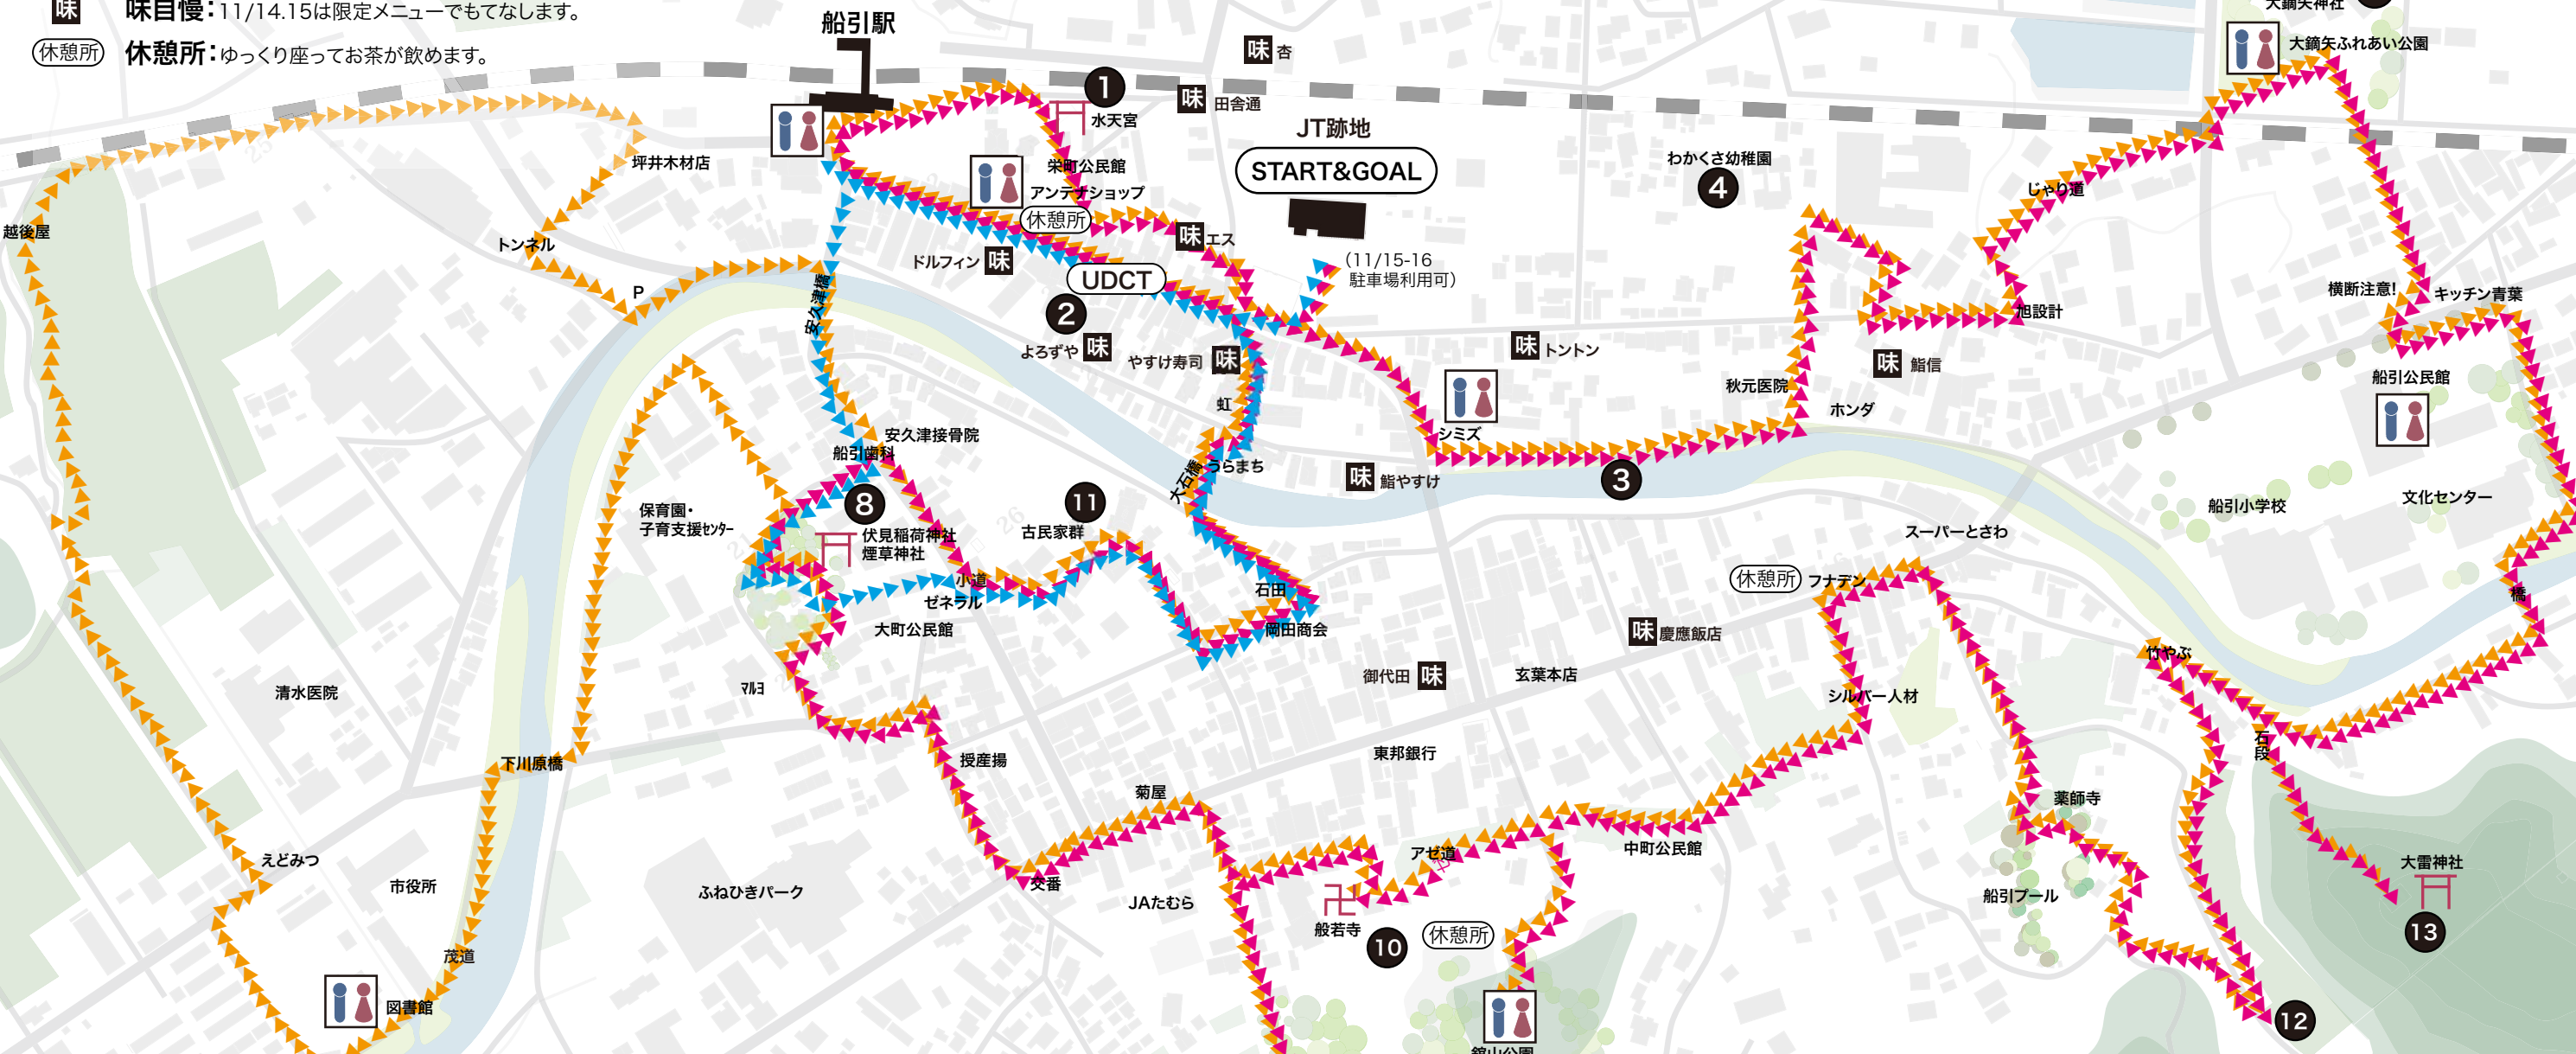 味 味自慢：11/14.15は限定メニューでもてなします。
休憩所 休憩所：ゆっくり座ってお茶が飲めます。
船引駅
味 杏
大鏑矢神社
大鏑矢ふれあい公園
1
水天宮
味 田舎通
JT跡地
START&GOAL
坪井木材店
栄町公民館
アンテナショップ
休憩所
わかくさ幼稚園
4
じゃり道
越後屋
トンネル
味 エス
ドルフィン 味
UDCT
(11/15-16
駐車場利用可)
P
安久津橋
2
よろずや 味
やすけ寿司 味
横断注意!
キッチン青葉
旭設計
味 トントン
味 鮨信
船引公民館
秋元医院
ホンダ
虹
シミズ
安久津接骨院
船引歯科
うらまち
大石橋
味 鮨やすけ
3
8
11
保育園・
子育支援ｾﾝﾀｰ
伏見稲荷神社
煙草神社
古民家群
26
25
船引小学校
文化センター
スーパーとさわ
休憩所 フナデン
小道
ゼネラル
石田
橋
大町公民館
岡田商会
味 慶應飯店
竹やぶ
御代田 味
玄葉本店
シルバー人材
清水医院
ﾏﾙﾖ
石段
下川原橋
授産揚
東邦銀行
菊屋
薬師寺
えどみつ
アゼ道
中町公民館
大雷神社
市役所
ふねひきパーク
交番
JAたむら
船引プール
般若寺
10
休憩所
13
茂道
図書館
12
舘山公園